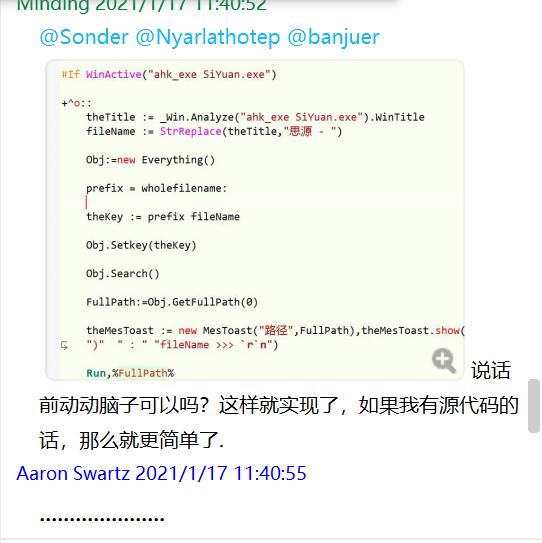 Minding 2021/1/17 11:40:52
@Sonder @Nyarlathotep @banjuer
#If WinActive("ahk_exe SiYuan.exe")
+^o::
theTitle := _Win.Analyze("ahk_exe SiYuan.exe").WinTitle
fileName := StrReplace(theTitle,"思源 - ")
Obj:=new Everything()
prefix = wholefilename:
theKey := prefix fileName
Obj.Setkey(theKey)
Obj.Search()
FullPath:=Obj.GetFullPath(0)
theMesToast := new MesToast("路径",FullPath),theMesToast.show(
")"  " : " "fileName >>> `r`n")
Run,%FullPath%
说话
前动动脑子可以吗？这样就实现了，如果我有源代码的
话，那么就更简单了.
Aaron Swartz 2021/1/17 11:40:55
.....................